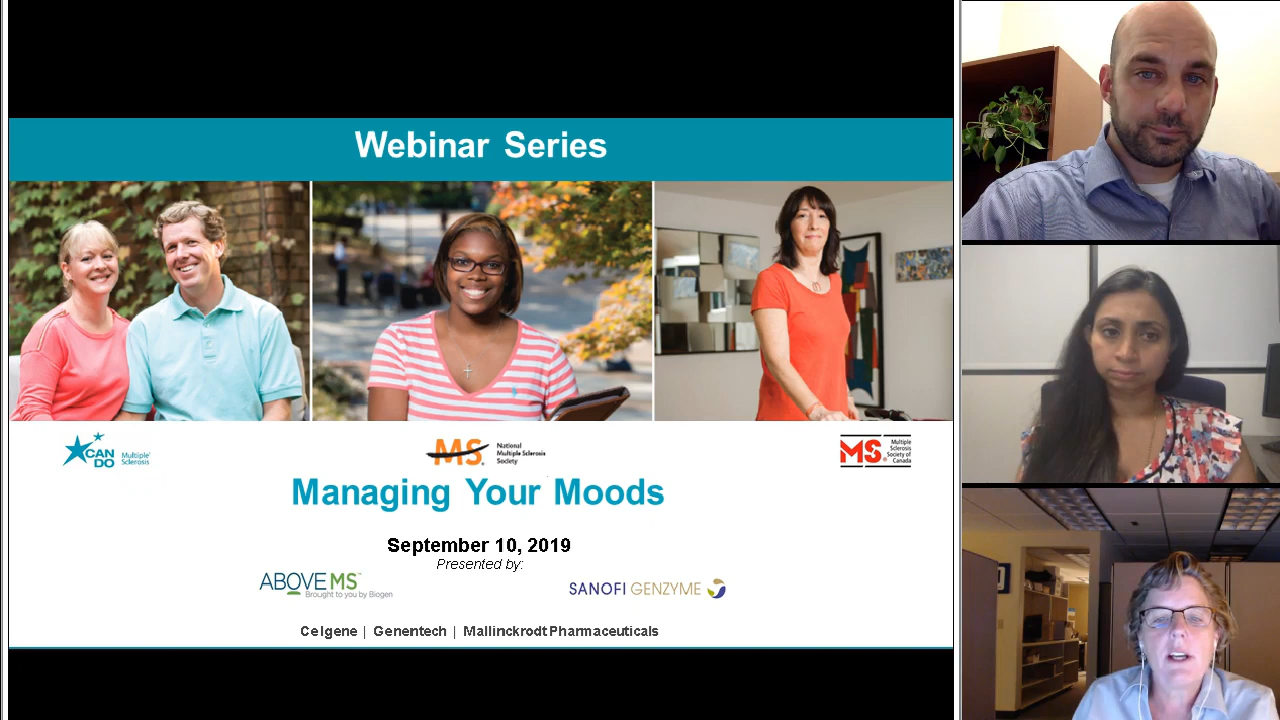 Webinar Series
CAN
DO
Multiple
Sclerosis
MS
National
Multiple Sclerosis
Society
MS
Multiple
Sclerosis
Society
of Canada
Managing Your Moods
September 10, 2019
Presented by:
ABOVE MS™
Brought to you by Biogen
SANOFI GENZYME
Celgene | Genentech | Mallinckrodt Pharmaceuticals